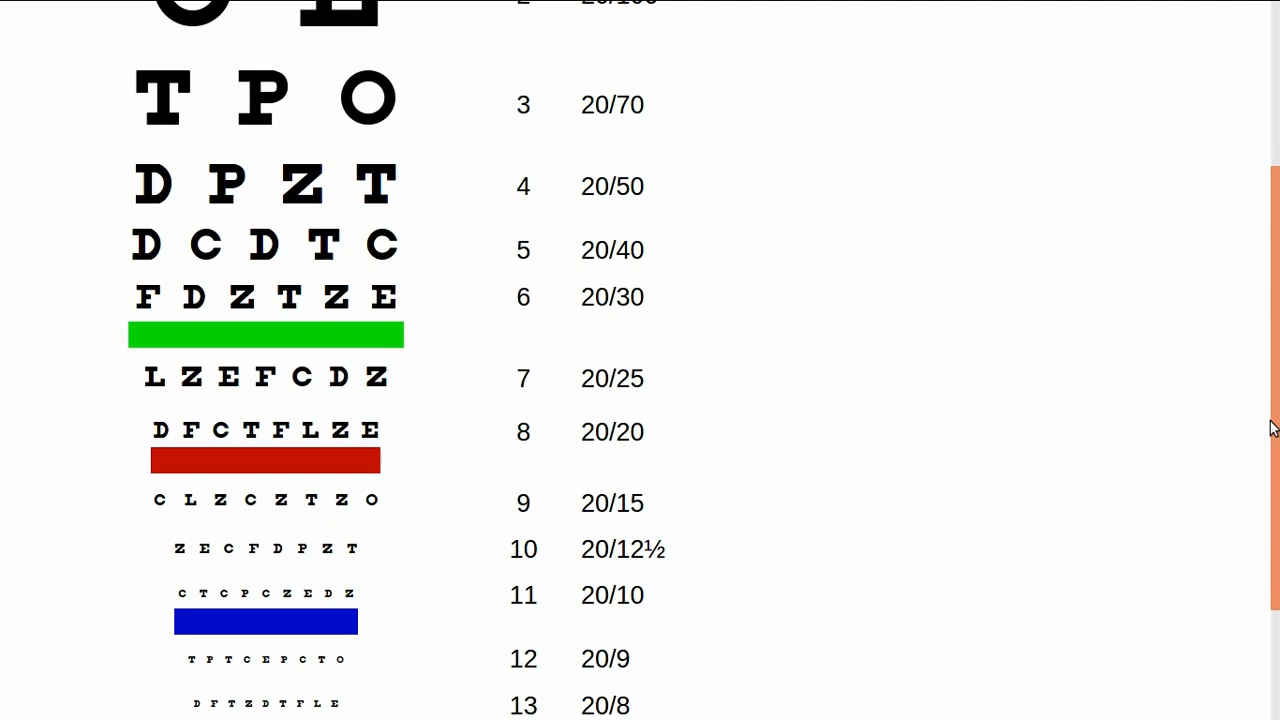 T P O 3 20/70
D P Z T 4 20/50
D C D T C 5 20/40
F D Z T Z E 6 20/30
L Z E F C D Z 7 20/25
D F C T F L Z E 8 20/20
C L Z C Z T Z O 9 20/15
Z E C F D P Z T 10 20/12½
C T C P C Z E D Z 11 20/10
T P T C E P C T O 12 20/9
D F T Z D T F L E 13 20/8